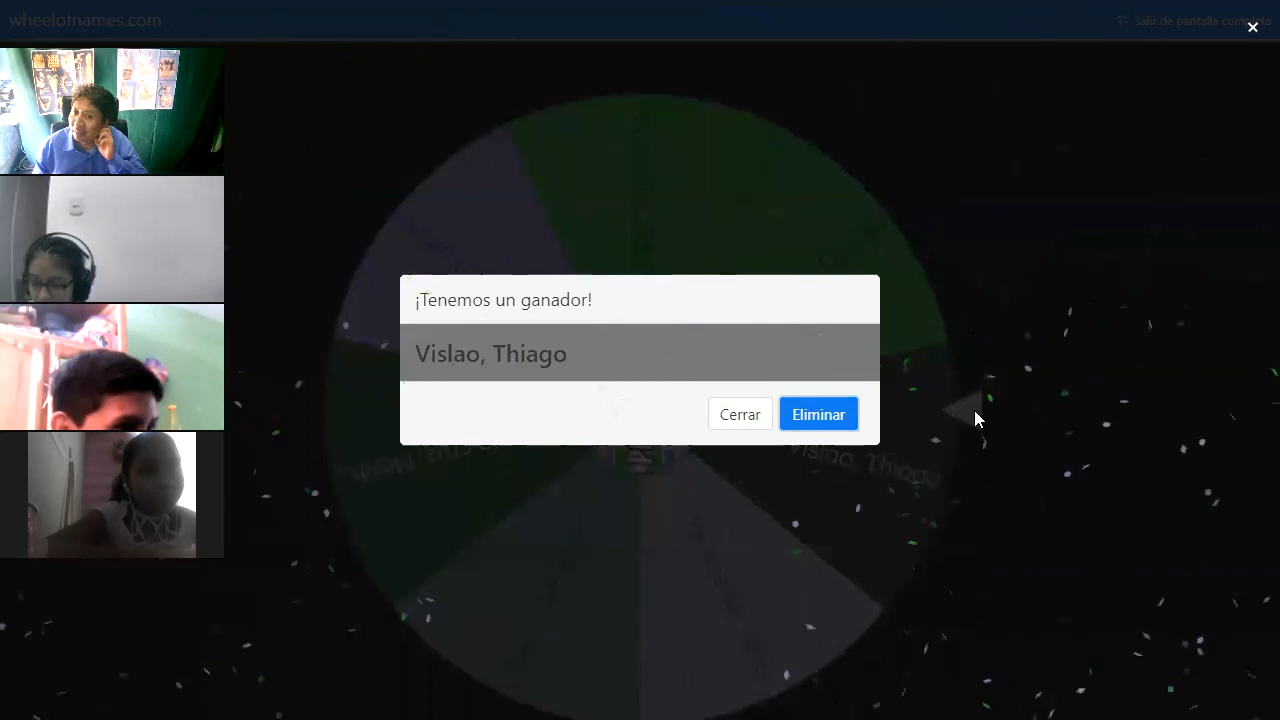 wheelofnames.com
Salir de pantalla completa
¡Tenemos un ganador!
Vislao, Thiago
Cerrar
Eliminar
Vislao, Thiago